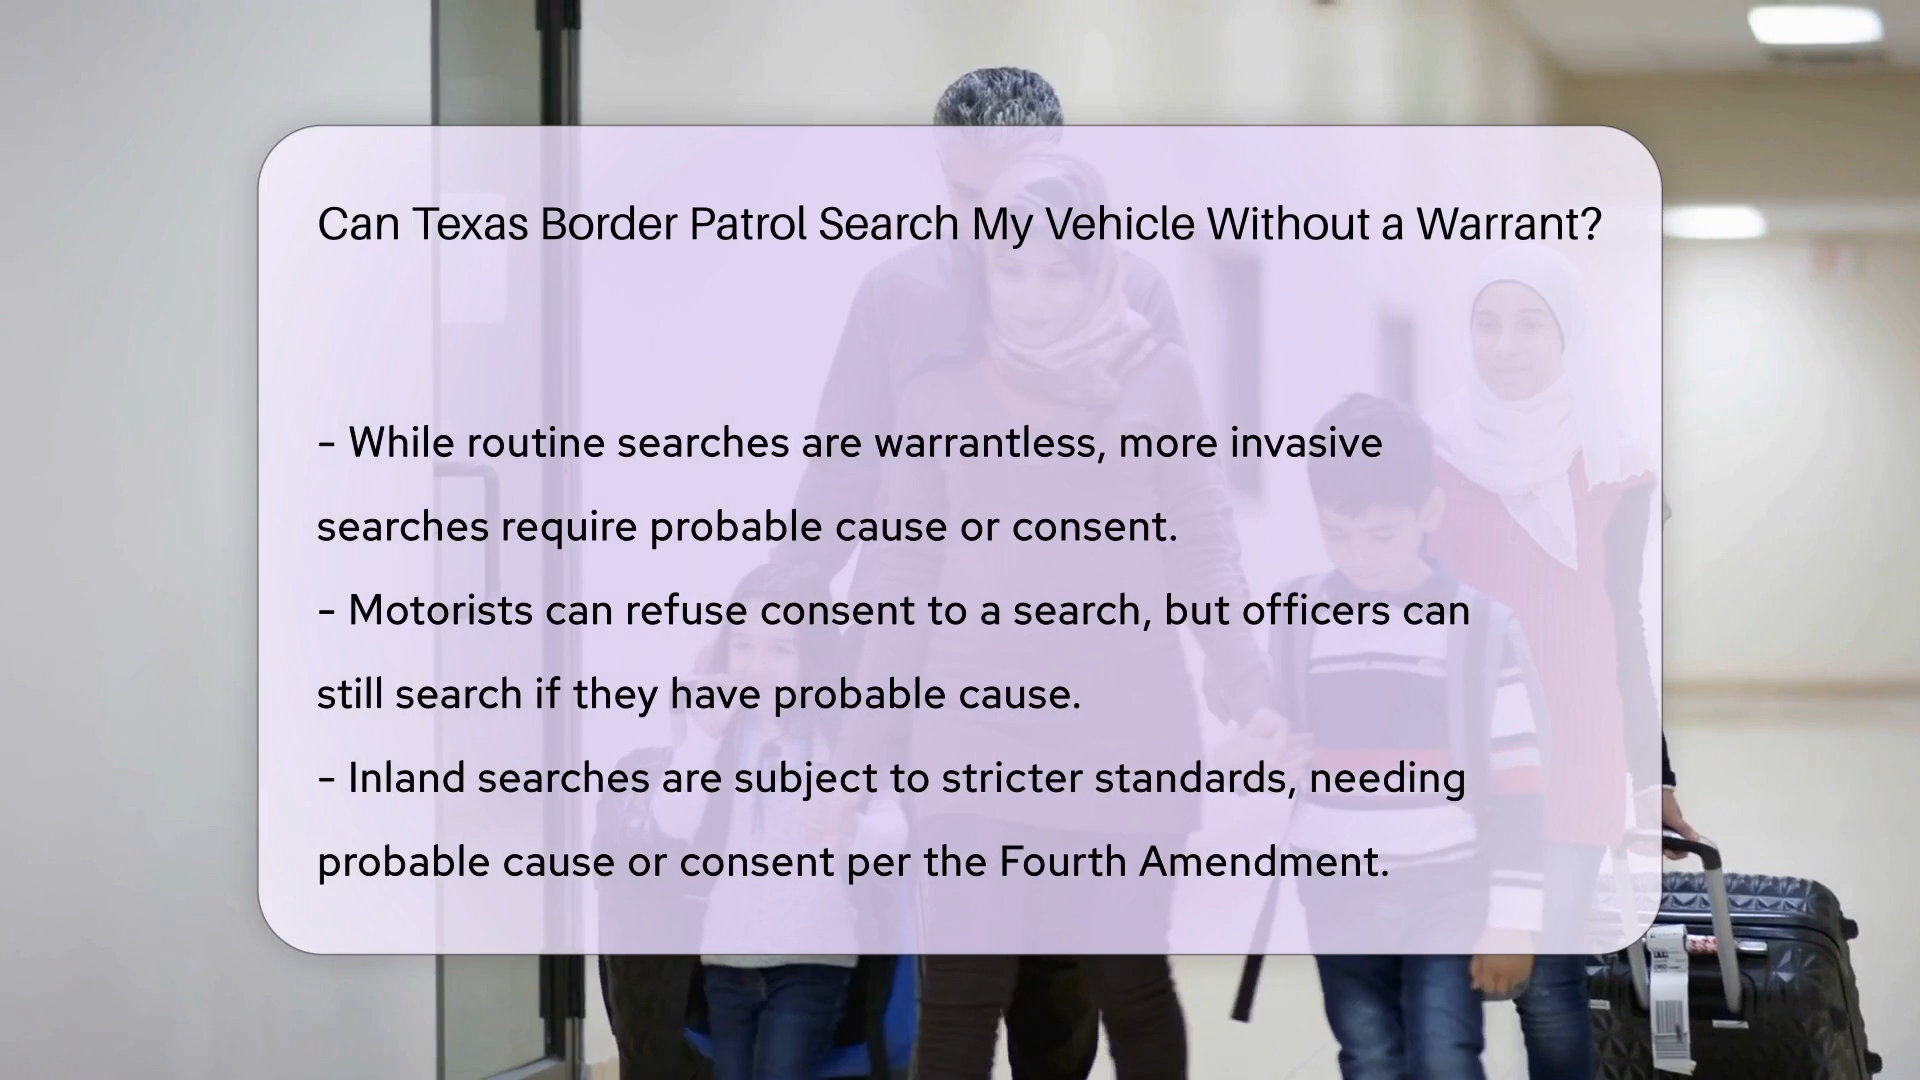 Can Texas Border Patrol Search My Vehicle Without a Warrant?
– While routine searches are warrantless, more invasive
searches require probable cause or consent.
– Motorists can refuse consent to a search, but officers can
still search if they have probable cause.
– Inland searches are subject to stricter standards, needing
probable cause or consent per the Fourth Amendment.